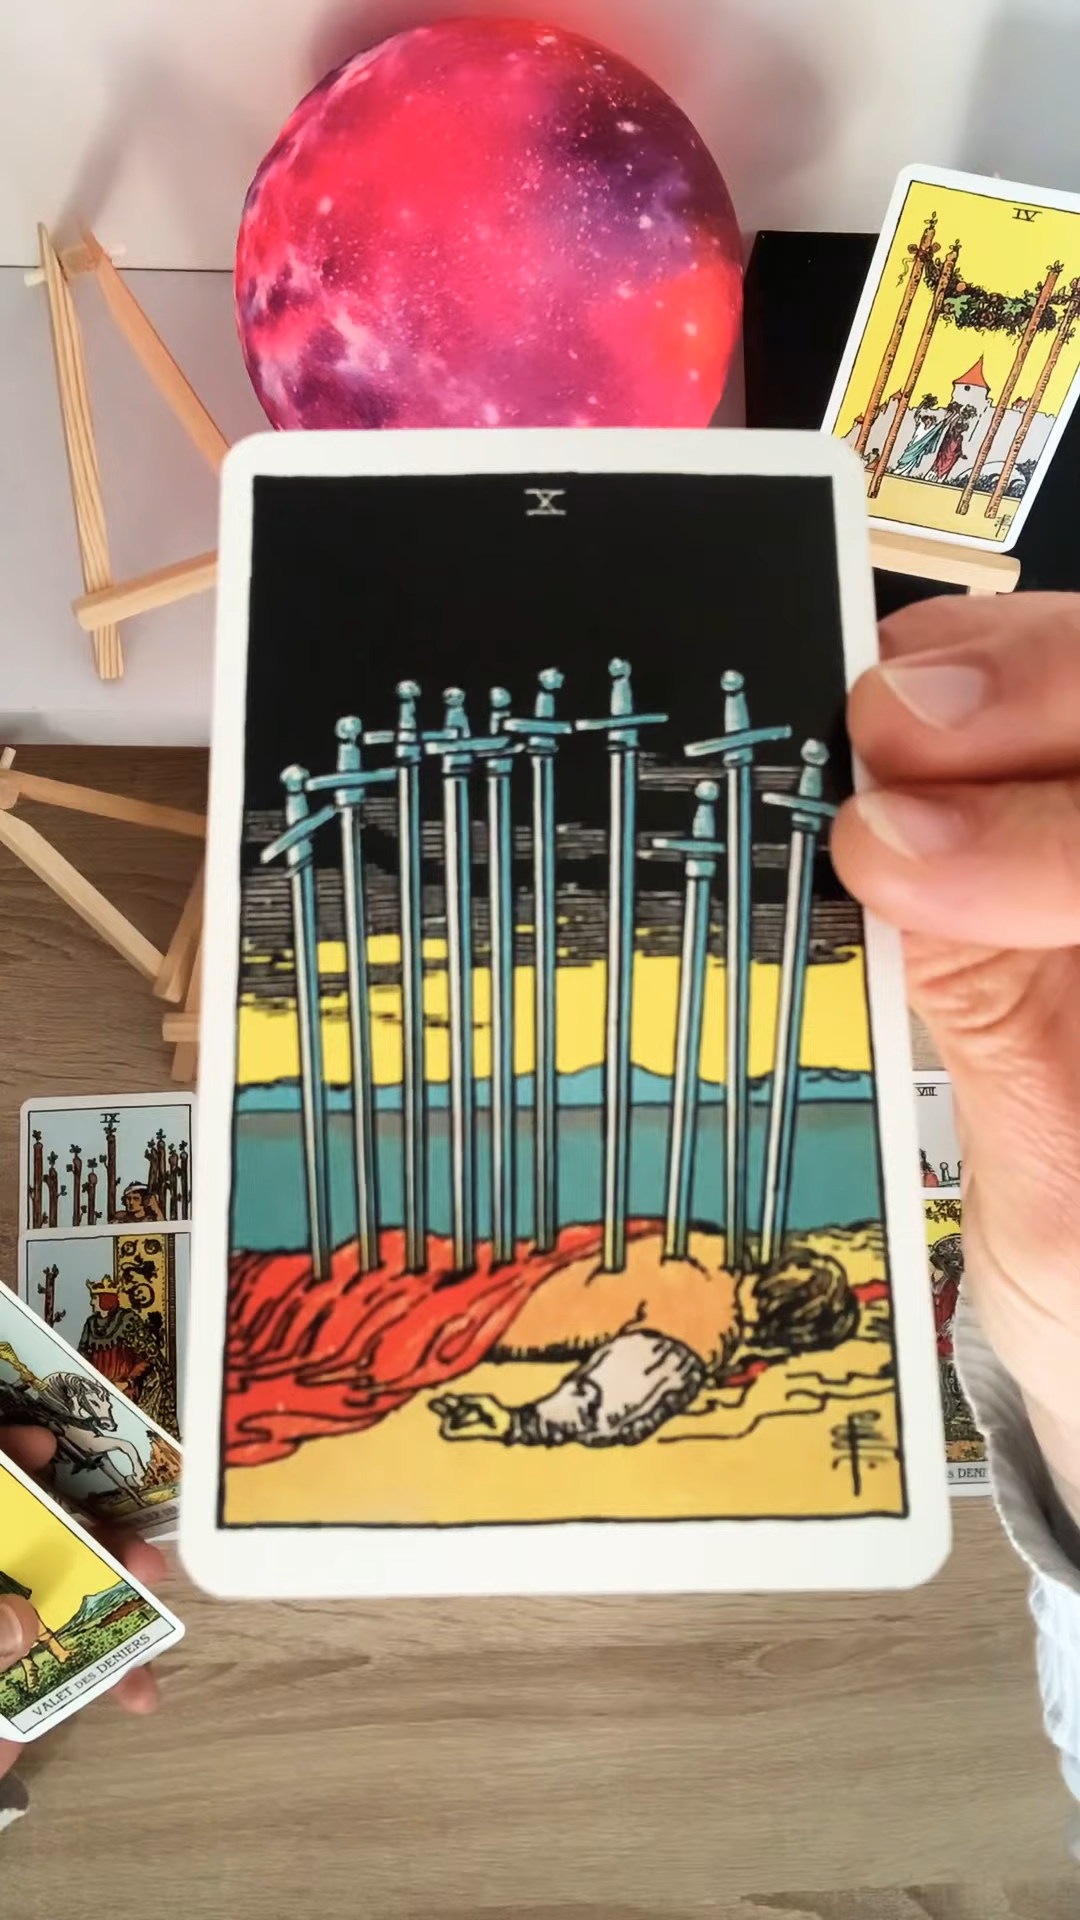 IV
X
IX
VIII
S DENI
VALET DES DENIERS